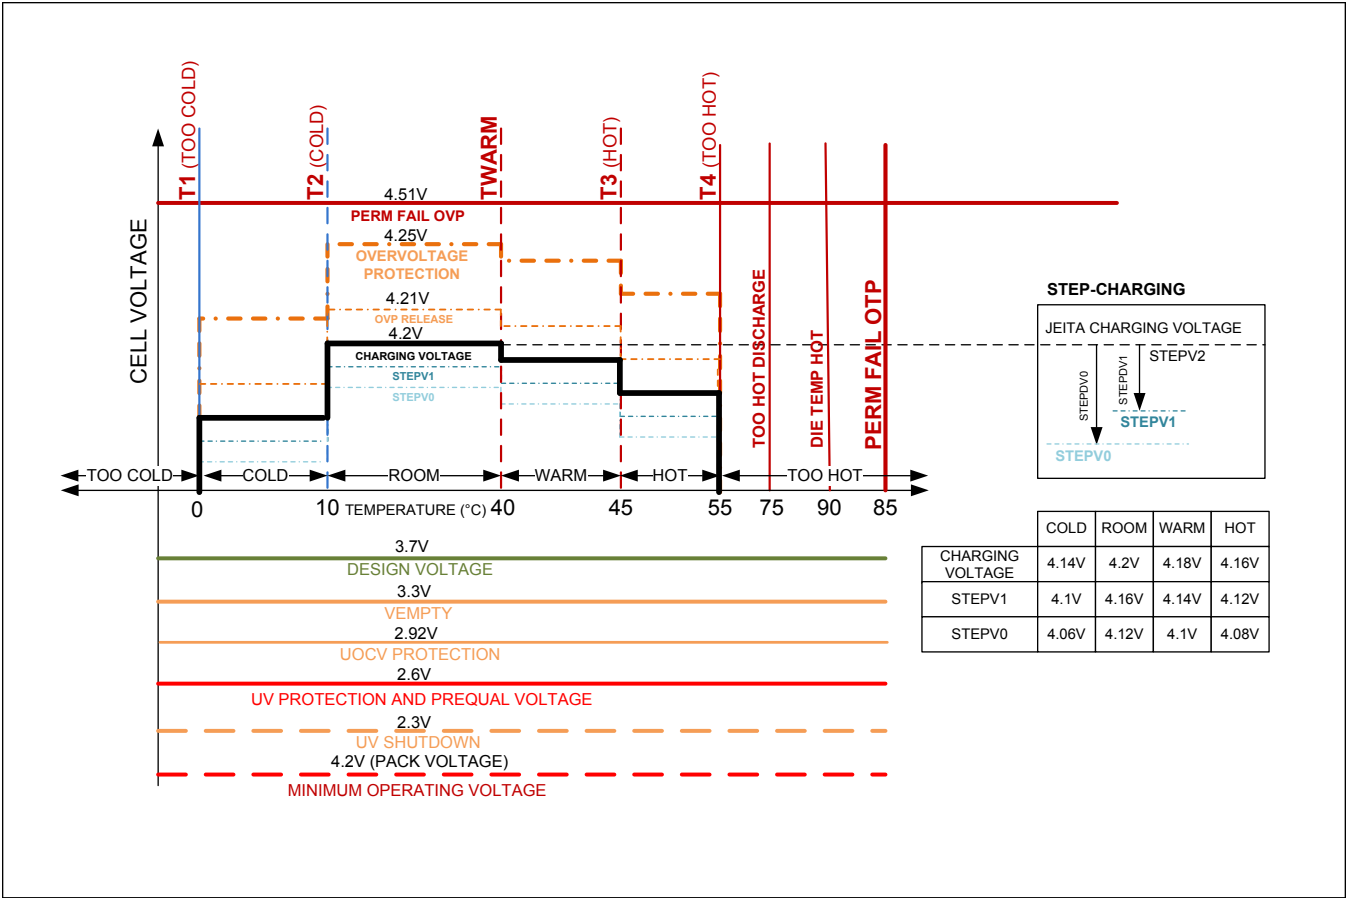 T1 (TOO COLD)
T2 (COLD)
TWARM
T3 (HOT)
T4 (TOO HOT)
CELL VOLTAGE
4.51V
PERM FAIL OVP
4.25V
OVERVOLTAGE
PROTECTION
4.21V
OVP RELEASE
4.2V
CHARGING VOLTAGE
STEPV1
STEPV0
TOO HOT DISCHARGE
DIE TEMP HOT
PERM FAIL OTP
STEP-CHARGING
JEITA CHARGING VOLTAGE
STEPV2
STEPDV0
STEPDV1
STEPV1
STEPV0
TOO COLD
COLD
ROOM
WARM
HOT
TOO HOT
0
10
TEMPERATURE (°C)
40
45
55
75
90
85
3.7V
DESIGN VOLTAGE
3.3V
VEMPTY
2.92V
UOCV PROTECTION
2.6V
UV PROTECTION AND PREQUAL VOLTAGE
2.3V
UV SHUTDOWN
4.2V (PACK VOLTAGE)
MINIMUM OPERATING VOLTAGE
COLD ROOM WARM HOT
CHARGING
VOLTAGE
4.14V 4.2V 4.18V 4.16V
STEPV1 4.1V 4.16V 4.14V 4.12V
STEPV0 4.06V 4.12V 4.1V 4.08V